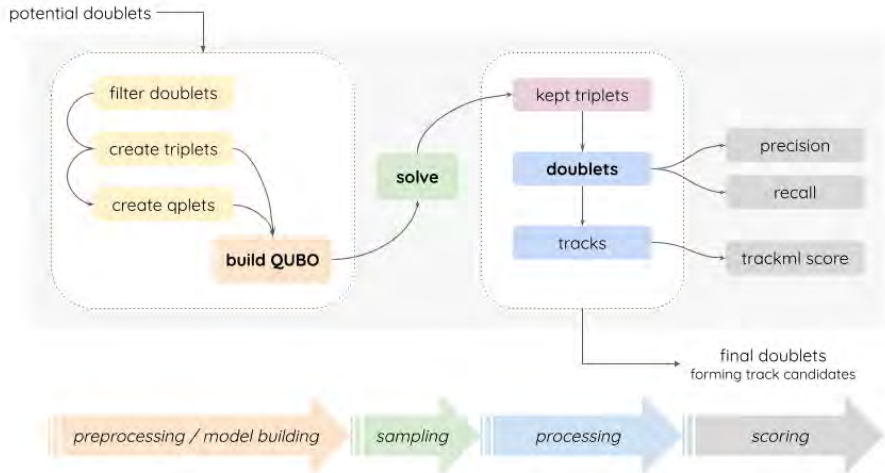 potential doublets
filter doublets
create triplets
create qplets
build QUBO
solve
kept triplets
doublets
tracks
precision
recall
trackml score
final doublets
forming track candidates
preprocessing / model building
sampling
processing
scoring